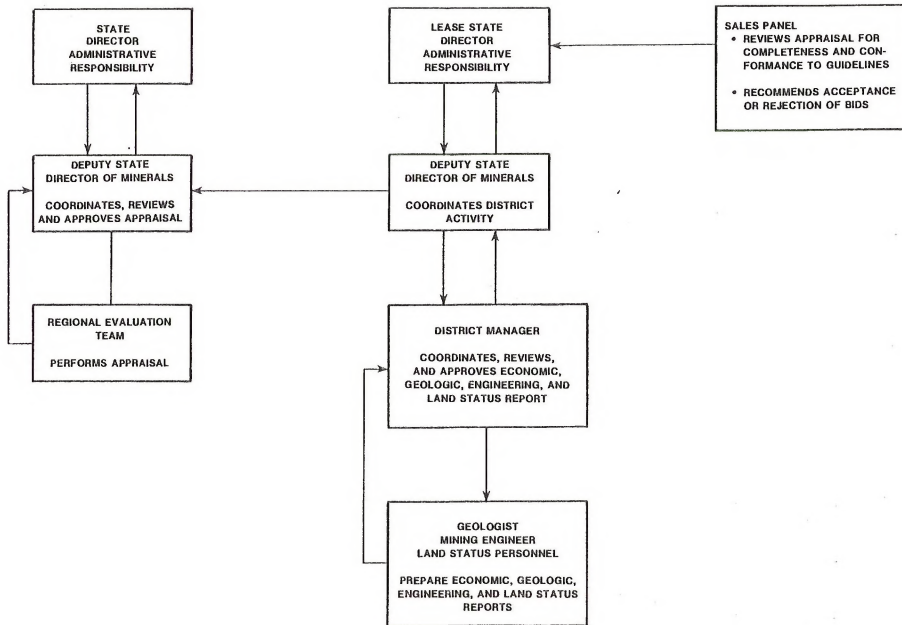 STATE
DIRECTOR
ADMINISTRATIVE
RESPONSIBILITY
LEASE STATE
DIRECTOR
ADMINISTRATIVE
RESPONSIBILITY
SALES PANEL
• REVIEWS APPRAISAL FOR
COMPLETENESS AND CON-
FORMANCE TO GUIDELINES
• RECOMMENDS ACCEPTANCE
OR REJECTION OF BIDS
DEPUTY STATE
DIRECTOR OF MINERALS
COORDINATES, REVIEWS
AND APPROVES APPRAISAL
DEPUTY STATE
DIRECTOR OF MINERALS
COORDINATES DISTRICT
ACTIVITY
REGIONAL EVALUATION
TEAM
PERFORMS APPRAISAL
DISTRICT MANAGER
COORDINATES, REVIEWS,
AND APPROVES ECONOMIC,
GEOLOGIC, ENGINEERING, AND
LAND STATUS REPORT
GEOLOGIST
MINING ENGINEER
LAND STATUS PERSONNEL
PREPARE ECONOMIC, GEOLOGIC,
ENGINEERING, AND LAND STATUS
REPORTS